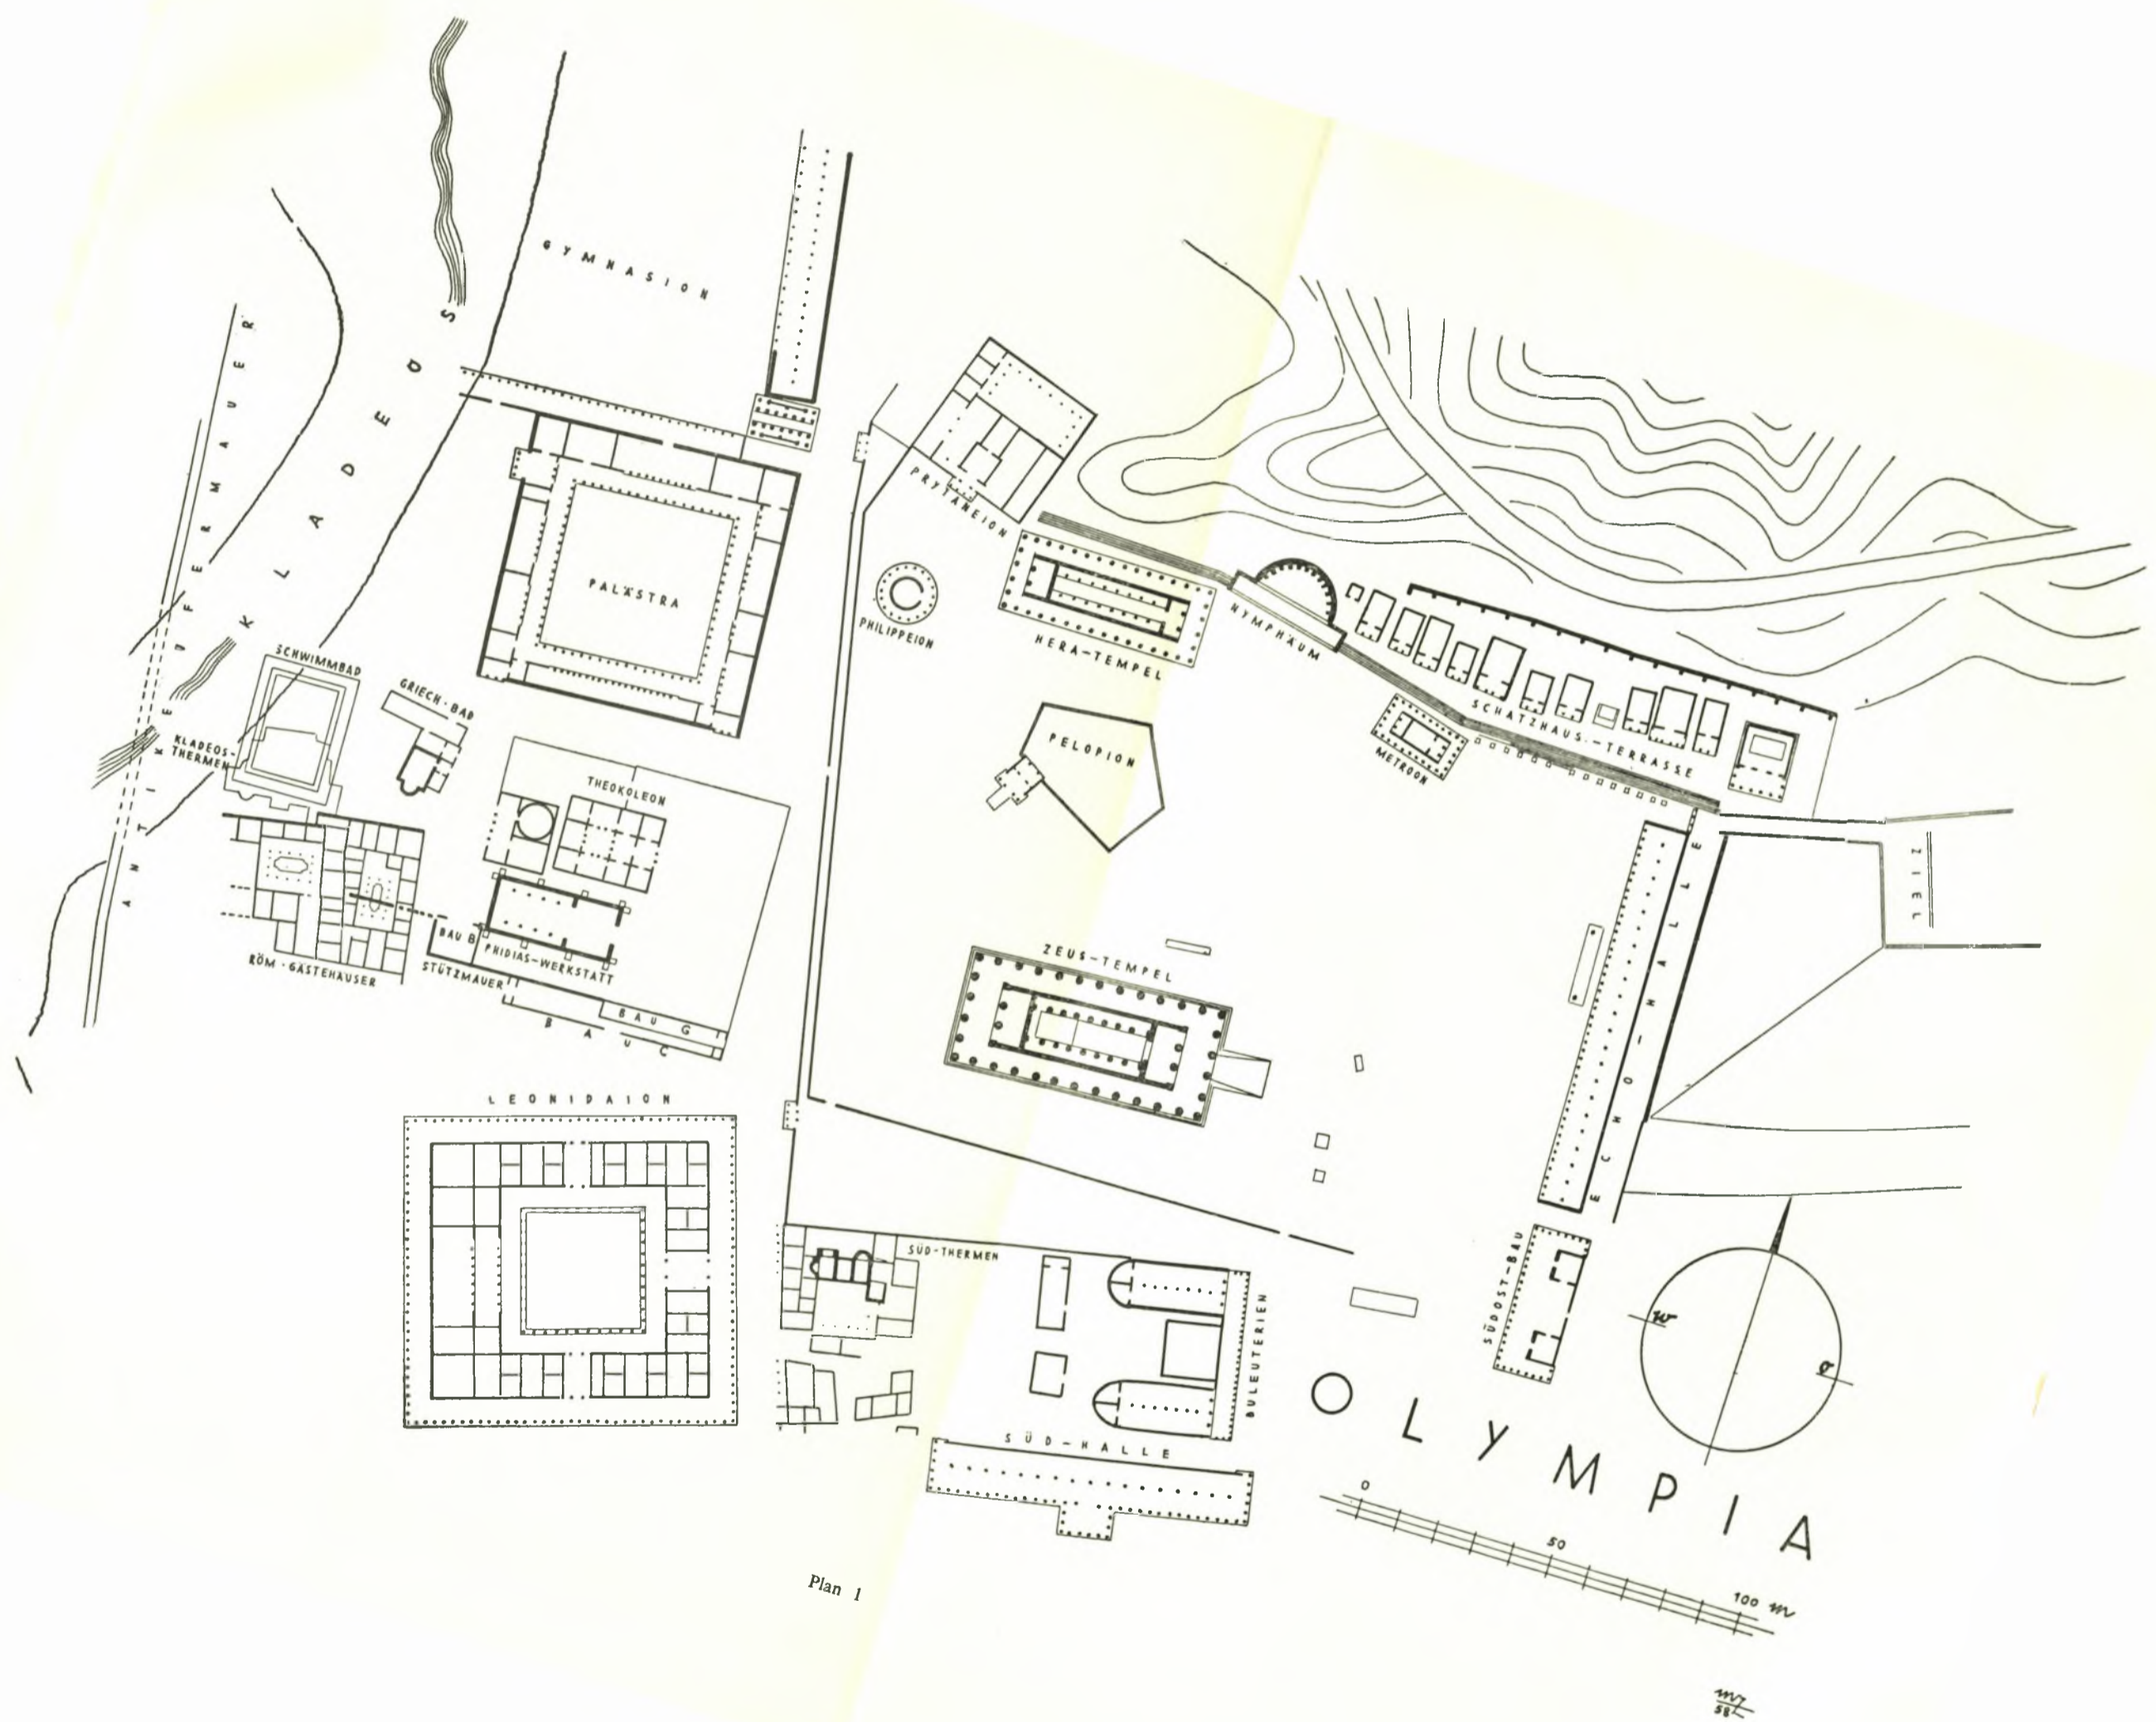 GYMNASION
ANTIKE UFERMAUER
KLADEOS
PRYTANEION
PALÄSTRA
PHILIPPEION
HERA-TEMPEL
NYMPHÄUM
SCHWIMMBAD
GRIECH-BAD
SCHATZHAUS-TERRASSE
PELOPION
METROON
KLADEOS-
THERMEN
THEOKOLEON
ZIEL
ECHO-HALLE
BAU B
PHIDIAS-WERKSTATT
ZEUS-TEMPEL
RÖM-GÄSTEHÄUSER
STÜTZMAUER
BAU G
BAU C
LEONIDAION
SÜD-THERMEN
SÜDOST-BAU
BULEUTERIEN
W
O
SÜD-HALLE
OLYMPIA
0
50
100 m
Plan 1
58